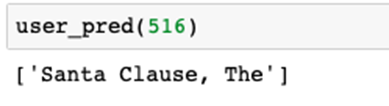 user_pred(516)
['Santa Clause, The']